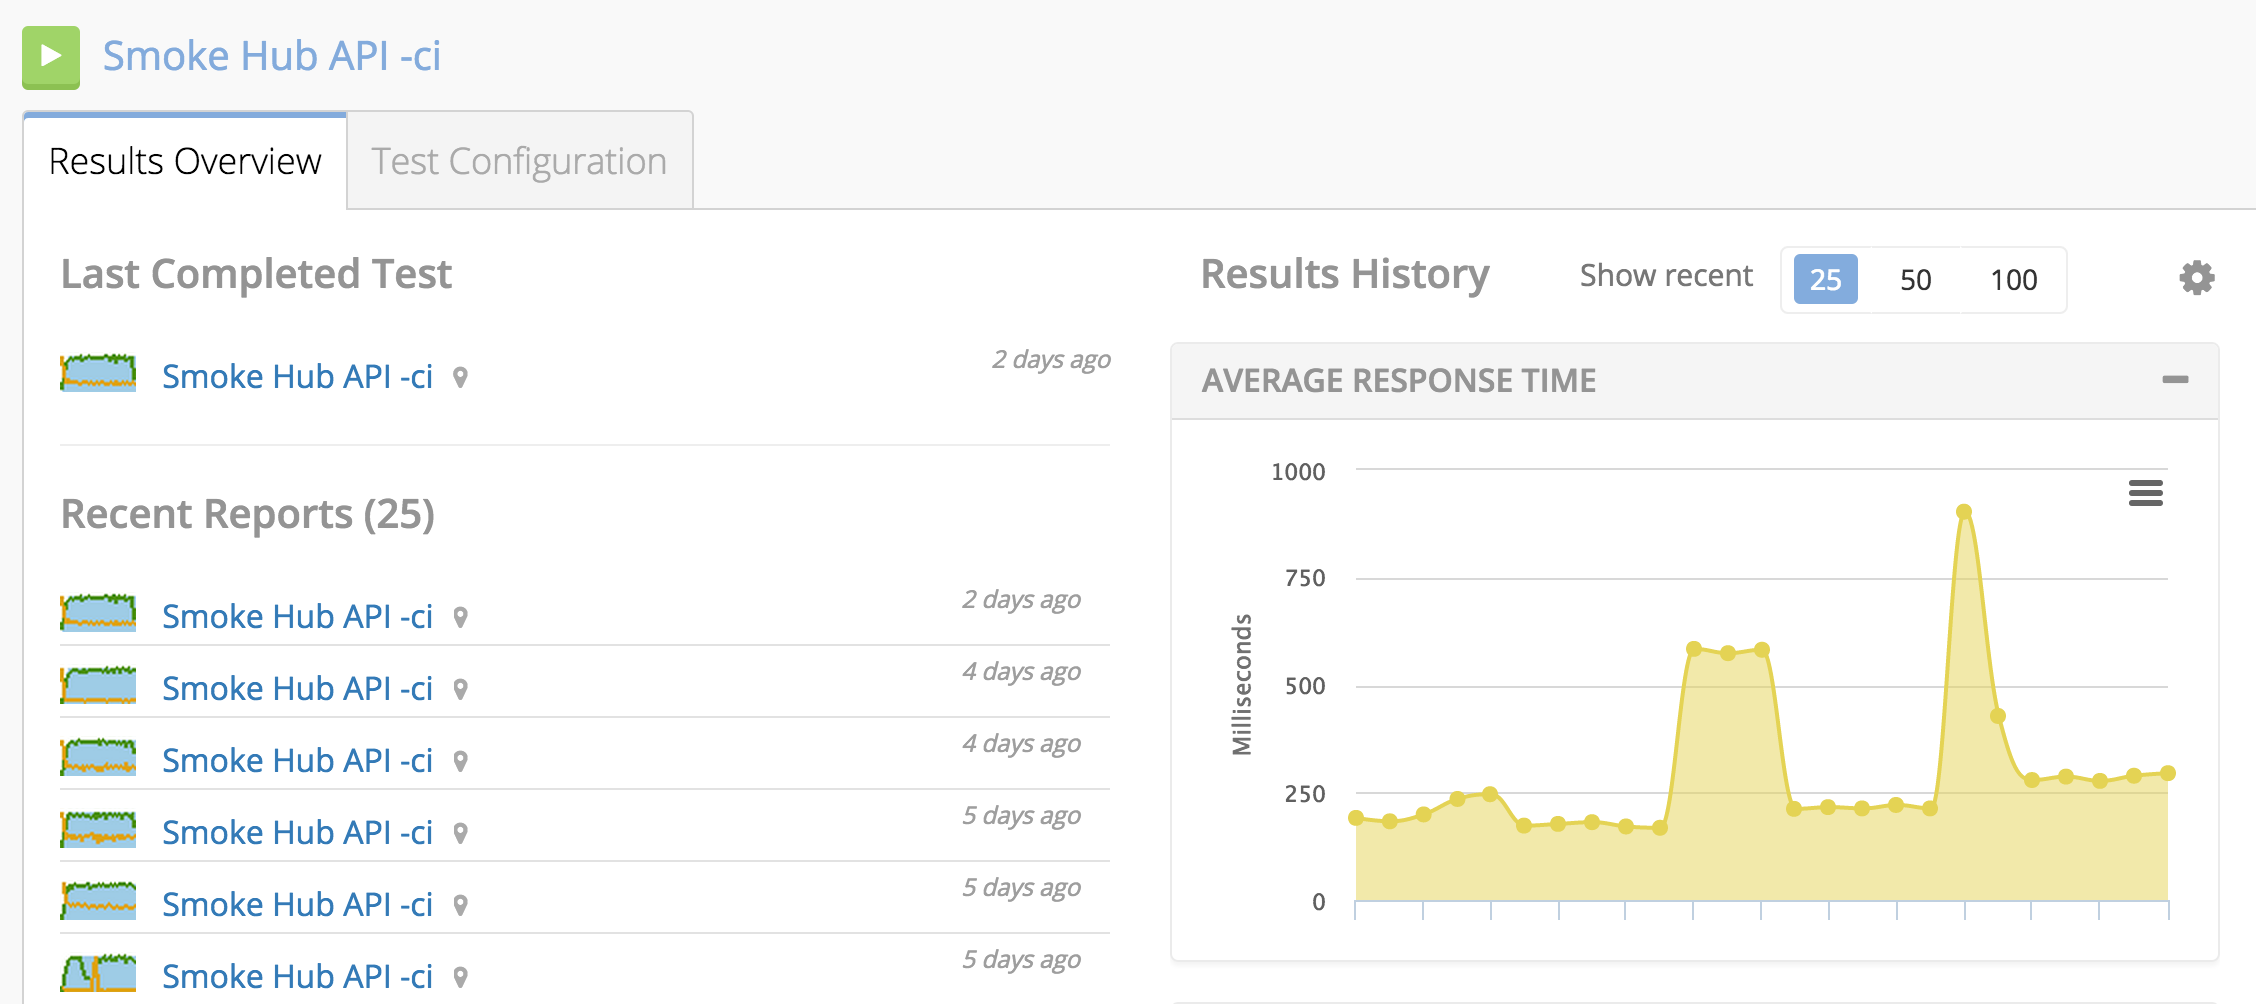 Smoke Hub API -ci
Results Overview
Test Configuration
Last Completed Test
Smoke Hub API -ci
2 days ago
Recent Reports (25)
Smoke Hub API -ci
2 days ago
Smoke Hub API -ci
4 days ago
Smoke Hub API -ci
4 days ago
Smoke Hub API -ci
5 days ago
Smoke Hub API -ci
5 days ago
Smoke Hub API -ci
5 days ago
Results History
Show recent
25
50
100
AVERAGE RESPONSE TIME
Milliseconds
1000
750
500
250
0